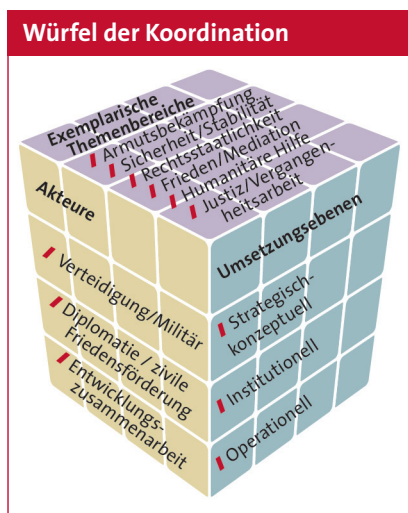 Würfel der Koordination
Exemplarische
Themenbereiche
Armutsbekämpfung
Sicherheit/Stabilität
Rechtsstaatlichkeit
Frieden/Mediation
Humanitäre Hilfe
Justiz/Vergangen-
heitsarbeit
Akteure
Verteidigung/Militär
Diplomatie / zivile
Friedensförderung
Entwicklungs-
zusammenarbeit
Umsetzungsebenen
Strategisch-
konzeptuell
Institutionell
Operationell